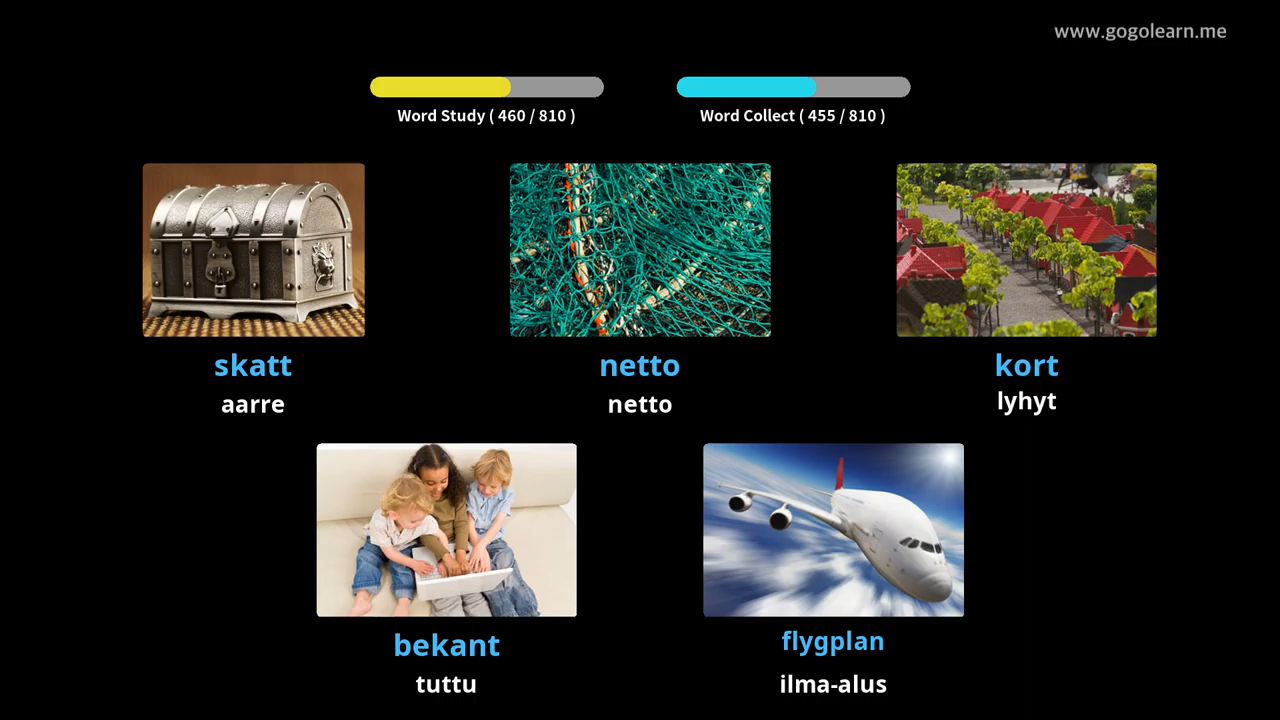 www.gogolearn.me
Word Study ( 460 / 810 )
Word Collect ( 455 / 810 )
skatt
aarre
netto
netto
kort
lyhyt
bekant
tuttu
flygplan
ilma-alus